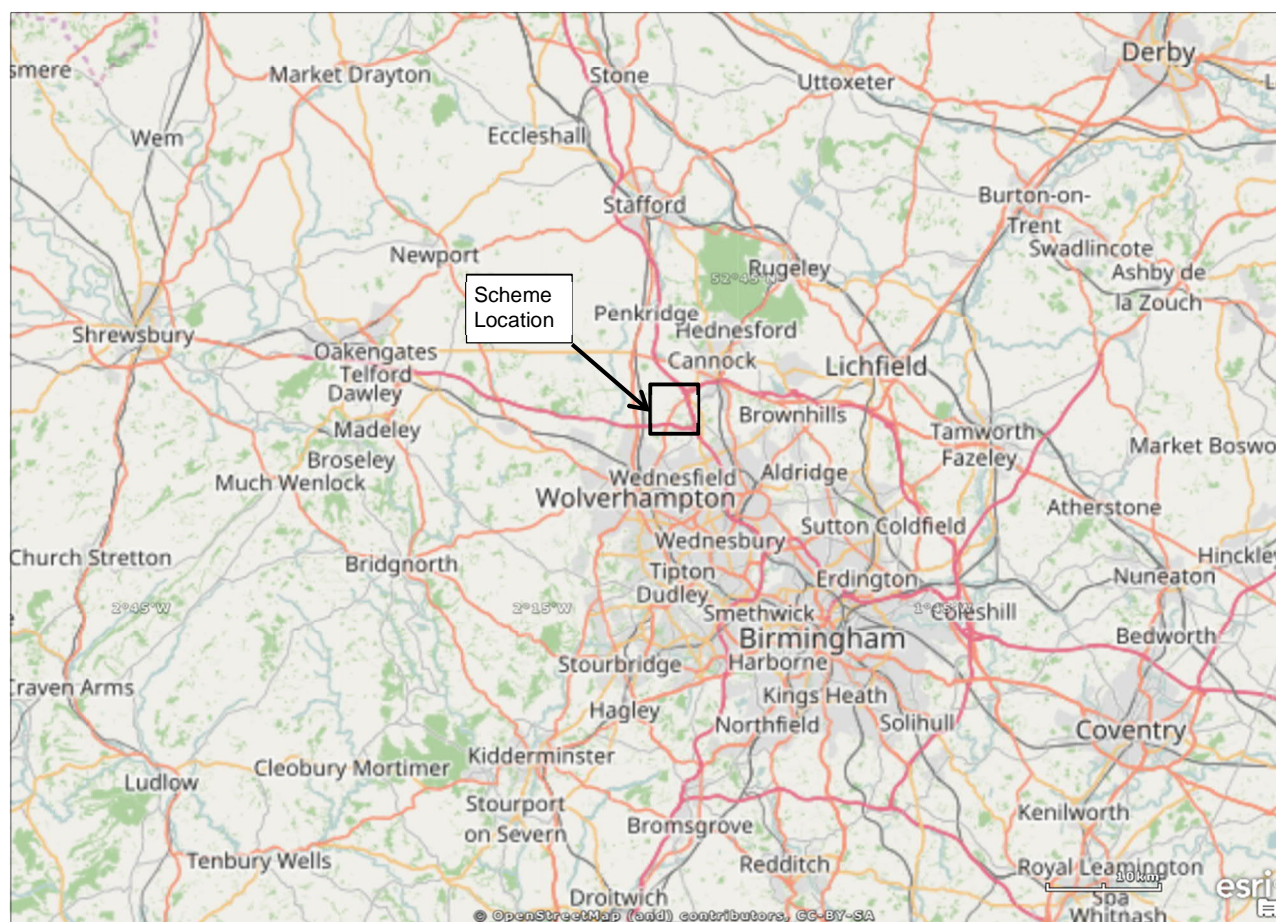 Derby
smere
Market Drayton
Stone
Uttoxeter
L
Wem
Eccleshall
Burton-on-
Trent
Stafford
Swadlincote
Newport
Rugeley
52°45'N
Ashby de
la Zouch
Scheme
Location
Penkridge
Hednesford
Shrewsbury
Oakengates
Cannock
Lichfield
Telford
Dawley
Brownhills
Madeley
Tamworth
Fazeley
Market Boswo
Broseley
Much Wenlock
Wednesfield
Aldridge
Wolverhampton
Atherstone
Sutton Coldfield
Wednesbury
Church Stretton
Bridgnorth
Hinckley
Tipton
Erdington
Nuneaton
Dudley
2°45'W
2°15'W
1°45'W
Smethwick
Coleshill
Birmingham
Bedworth
Stourbridge
Harborne
Craven Arms
Kings Heath
Hagley
Northfield
Solihull
Coventry
Kidderminster
Cleobury Mortimer
Ludlow
Stourport
on Severn
Kenilworth
Bromsgrove
Tenbury Wells
Redditch
Royal Leamington
Spa
10km
esri
Droitwich
Whitnash
© OpenStreetMap (and) contributors, CC-BY-SA